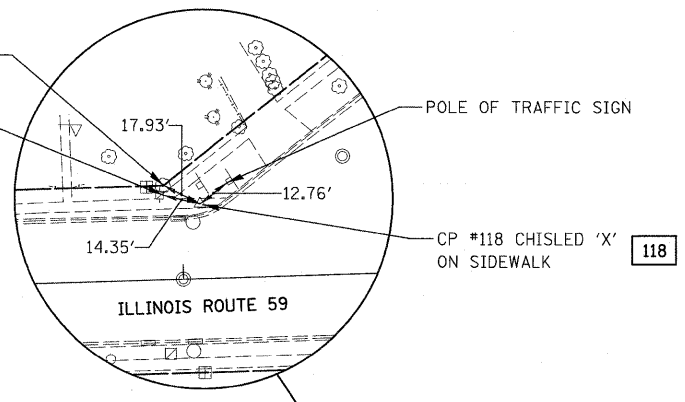 17.93'
POLE OF TRAFFIC SIGN
12.76'
14.35'
CP #118 CHISLED 'X'
ON SIDEWALK
118
ILLINOIS ROUTE 59